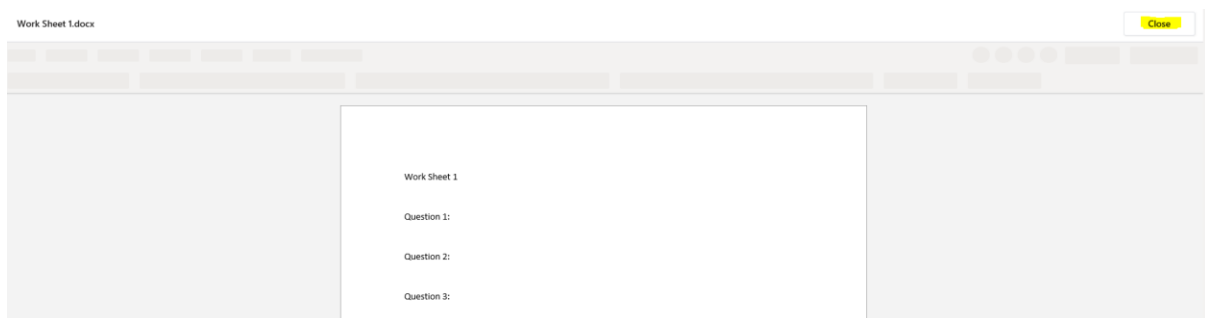 Work Sheet 1.docx
Close
Work Sheet 1
Question 1:
Question 2:
Question 3: